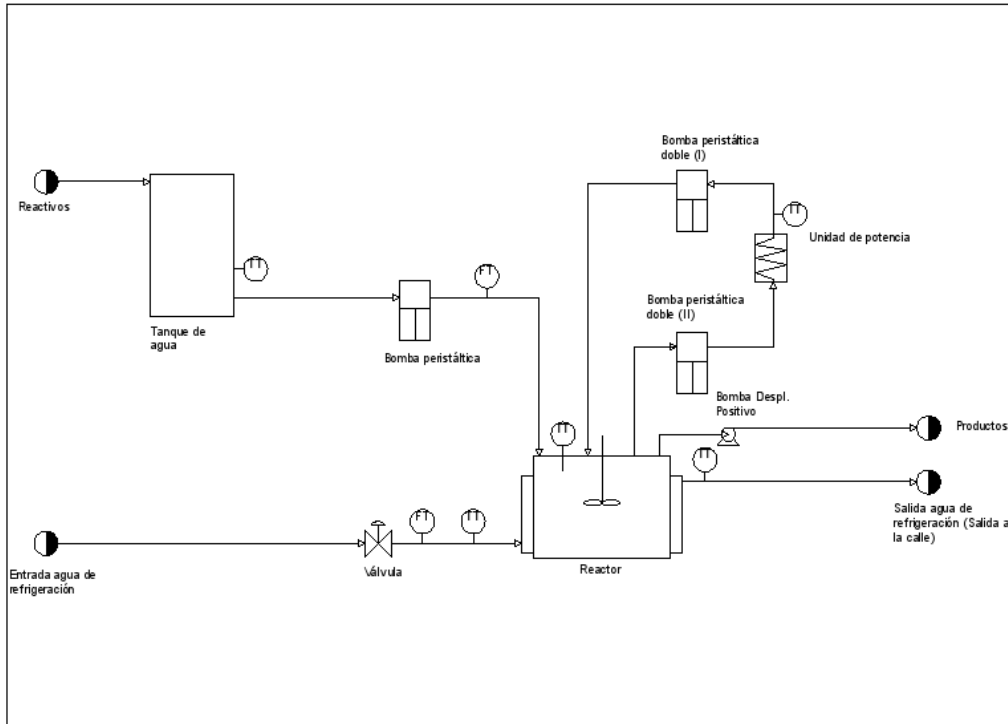 Bomba peristáltica
doble (I)
Reactivos
TT
Unidad de potencia
TT
FT
Tanque de
agua
Bomba peristáltica
Bomba peristáltica
doble (II)
Bomba Despl.
Positivo
Productos
TT
TT
Salida agua de
refrigeración (Salida a
la calle)
FT
TT
Entrada agua de
refrigeración
Válvula
Reactor